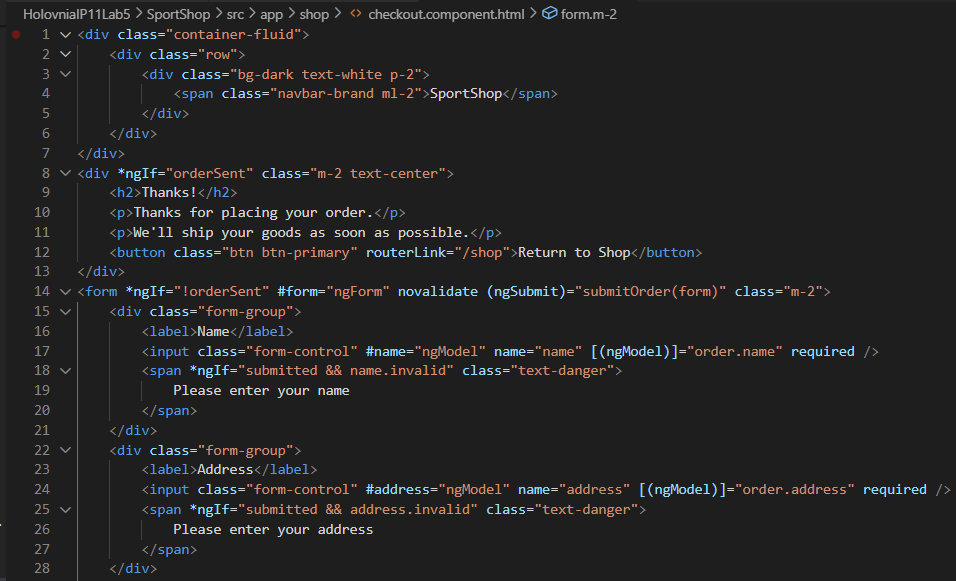 HolovniaIP11Lab5 > SportShop > src > app > shop > <> checkout.component.html > form.m-2
1 <div class="container-fluid">
2 <div class="row">
3 <div class="bg-dark text-white p-2">
4 <span class="navbar-brand ml-2">SportShop</span>
5 </div>
6 </div>
7 </div>
8 <div *ngIf="orderSent" class="m-2 text-center">
9 <h2>Thanks!</h2>
10 <p>Thanks for placing your order.</p>
11 <p>We'll ship your goods as soon as possible.</p>
12 <button class="btn btn-primary" routerLink="/shop">Return to Shop</button>
13 </div>
14 <form *ngIf="!orderSent" #form="ngForm" novalidate (ngSubmit)="submitOrder(form)" class="m-2">
15 <div class="form-group">
16 <label>Name</label>
17 <input class="form-control" #name="ngModel" name="name" [(ngModel)]="order.name" required />
18 <span *ngIf="submitted && name.invalid" class="text-danger">
19 Please enter your name
20 </span>
21 </div>
22 <div class="form-group">
23 <label>Address</label>
24 <input class="form-control" #address="ngModel" name="address" [(ngModel)]="order.address" required />
25 <span *ngIf="submitted && address.invalid" class="text-danger">
26 Please enter your address
27 </span>
28 </div>